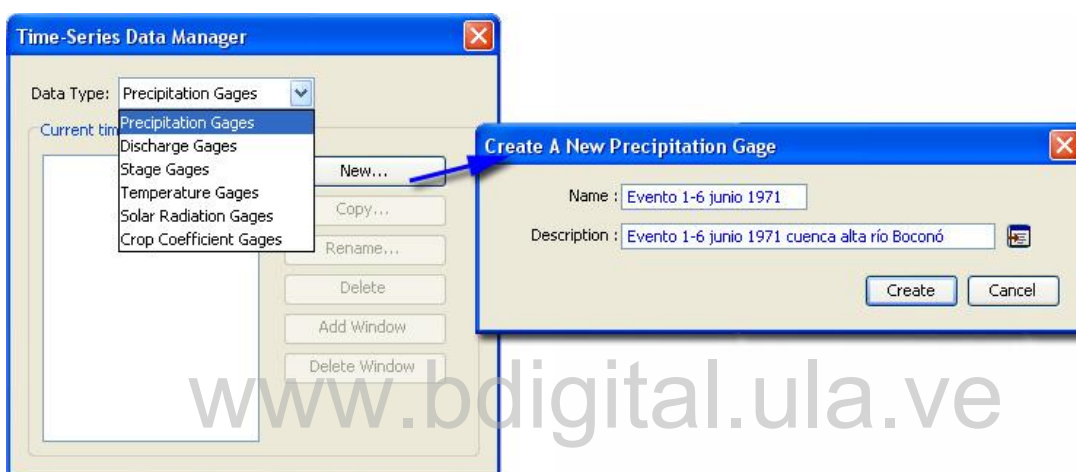 Time-Series Data Manager
Data Type: Precipitation Gages
Precipitation Gages
Discharge Gages
Stage Gages
Temperature Gages
Solar Radiation Gages
Crop Coefficient Gages
Current tim
New...
Copy...
Rename...
Delete
Add Window
Delete Window
Create A New Precipitation Gage
Name : Evento 1-6 junio 1971
Description : Evento 1-6 junio 1971 cuenca alta río Boconó
Create Cancel
www.bdigital.ula.ve